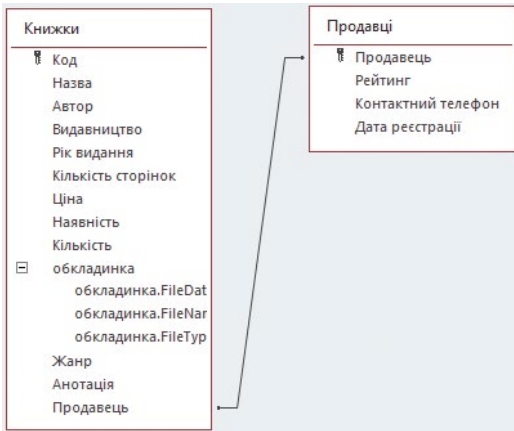 Книжки
Код
Назва
Автор
Видавництво
Рік видання
Кількість сторінок
Ціна
Наявність
Кількість
обкладинка
обкладинка.FileDat
обкладинка.FileNar
обкладинка.FileTyp
Жанр
Анотація
Продавець
Продавці
Продавець
Рейтинг
Контактний телефон
Дата реєстрації